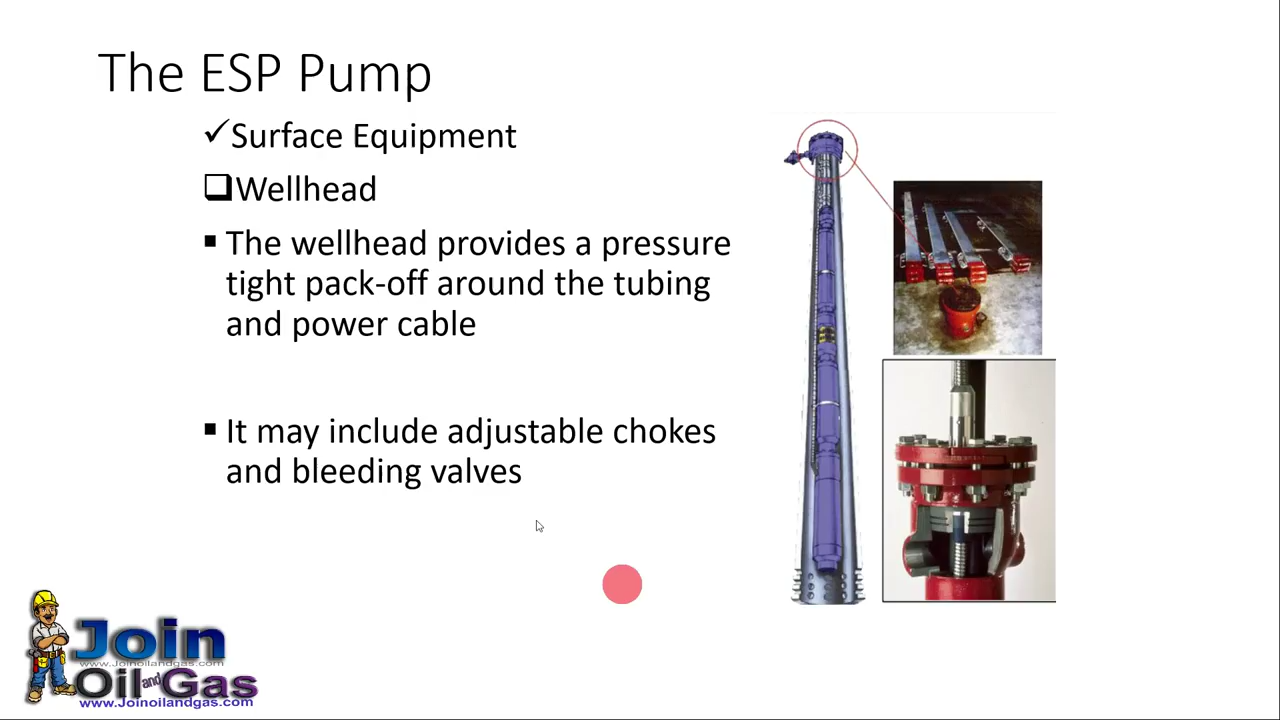 The ESP Pump
✓Surface Equipment
❑Wellhead
▪ The wellhead provides a pressure
tight pack-off around the tubing
and power cable
▪ It may include adjustable chokes
and bleeding valves
Join
www.Joinoilandgas.com
Oil and Gas
www.Joinoilandgas.com